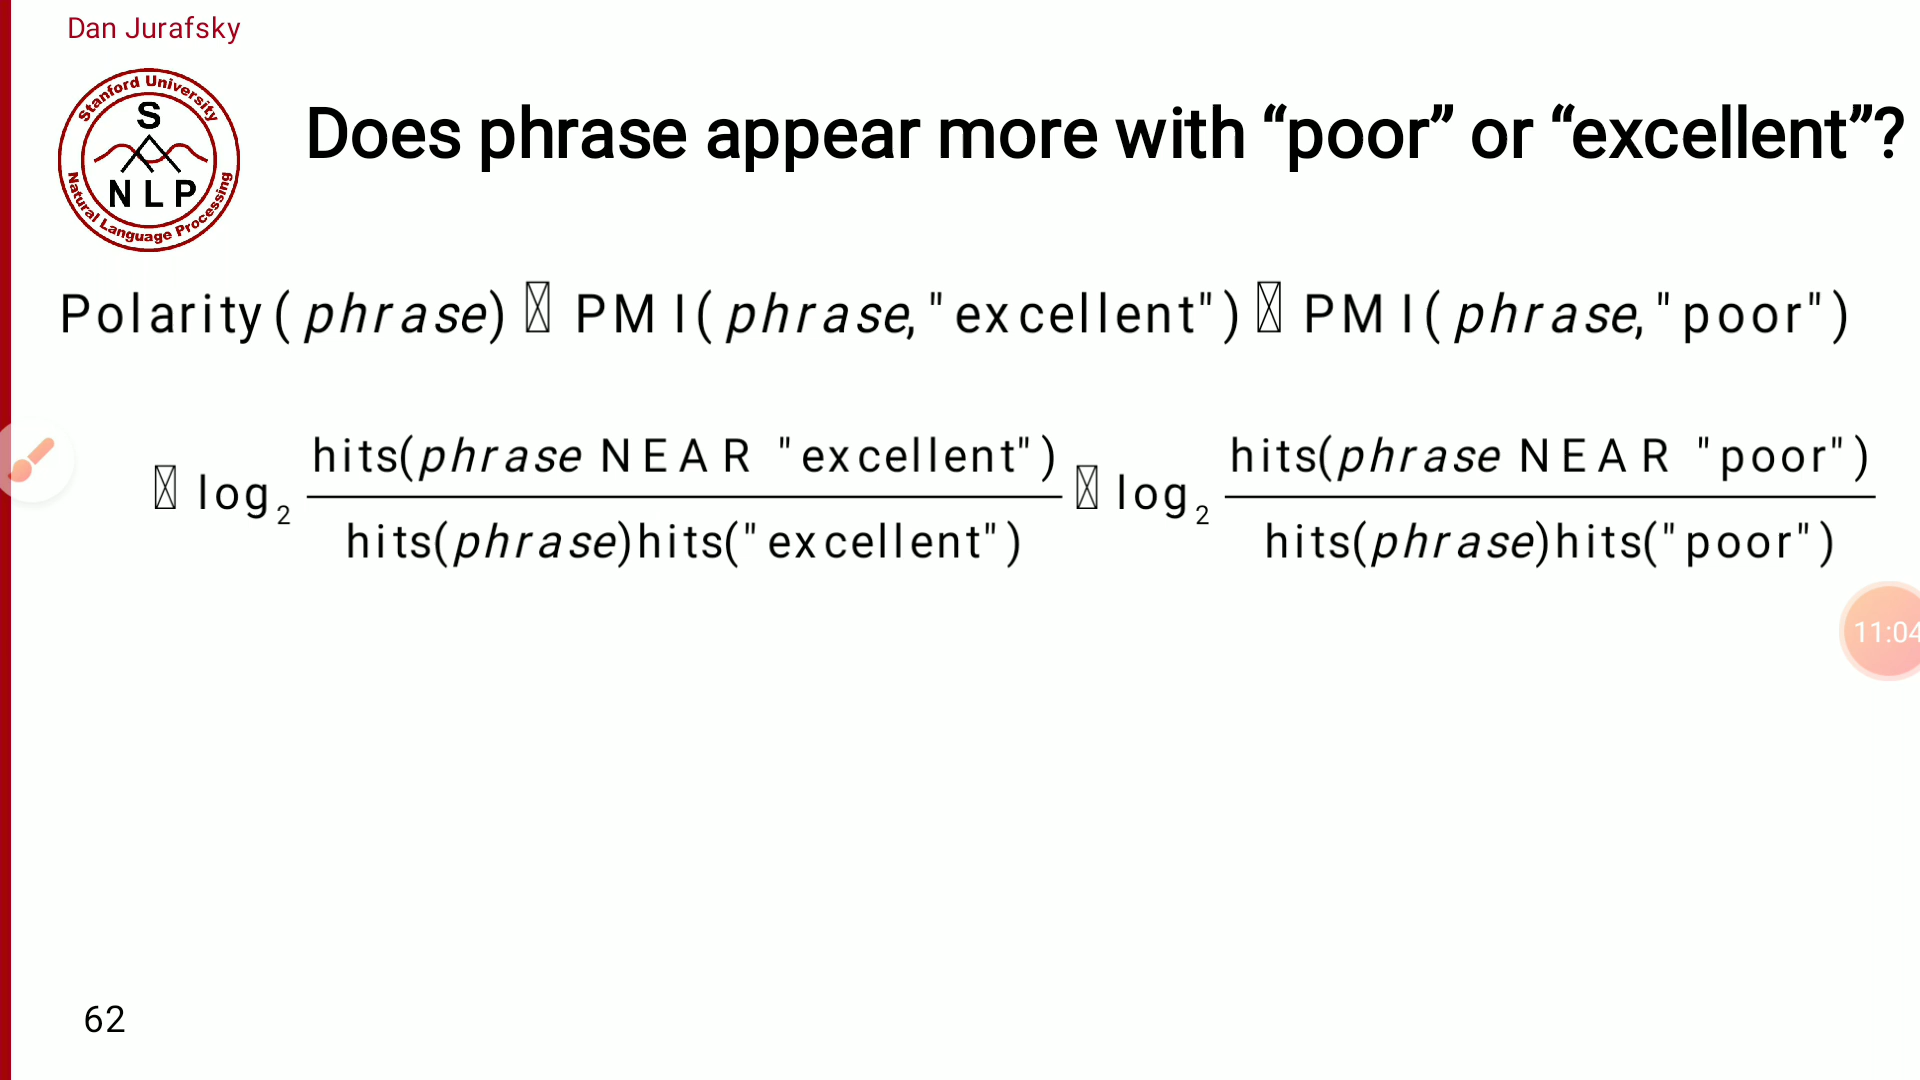 Dan Jurafsky
Stanford University
S
NLP
Natural Language Processing
Does phrase appear more with “poor” or “excellent”?
Polarity(phrase) ☒ PMI(phrase,"excellent") ☒ PMI(phrase,"poor")
hits(phrase NEAR "excellent") hits(phrase NEAR "poor")
☒ log₂ ☒ log₂
hits(phrase)hits("excellent") hits(phrase)hits("poor")
11:04
62